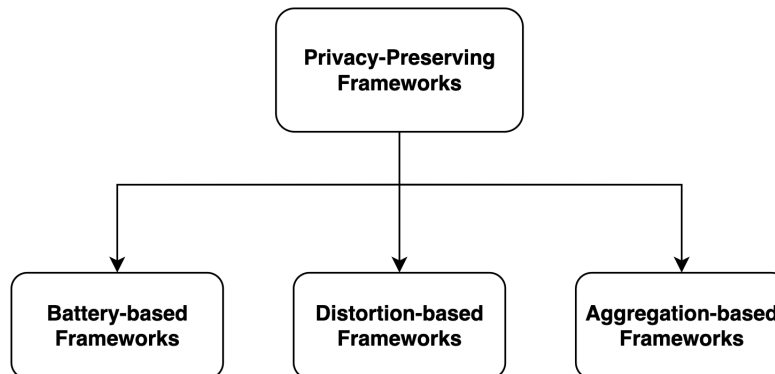 Privacy-Preserving
Frameworks
Battery-based
Frameworks
Distortion-based
Frameworks
Aggregation-based
Frameworks